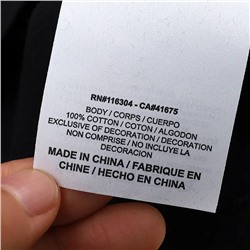 RN#116304 - CA#41675
BODY / CORPS / CUERPO
100% COTTON / COTON / ALGODON
EXCLUSIVE OF DECORATION / DECORATION
NON COMPRISE / NO INCLUYE LA
DECORACION
MADE IN CHINA / FABRIQUE EN
CHINE / HECHO EN CHINA